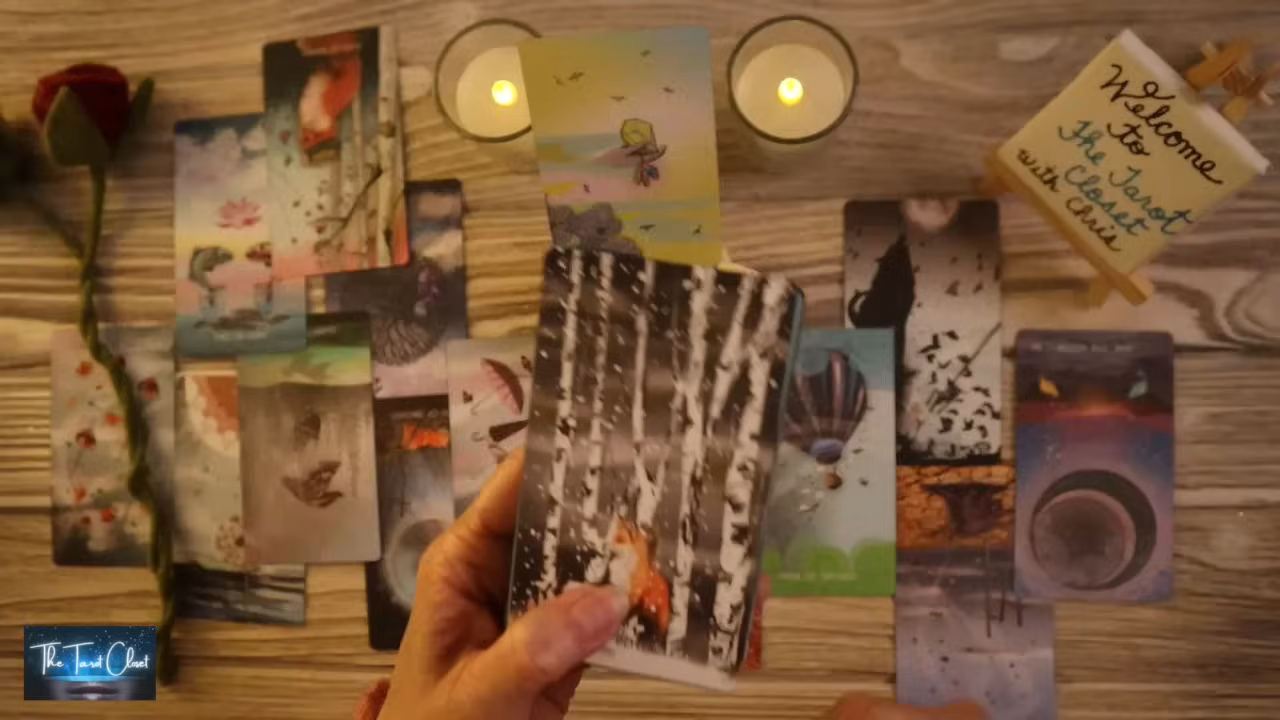 Welcome
to
The Tarot
Closet
with Chris
The Tarot Closet